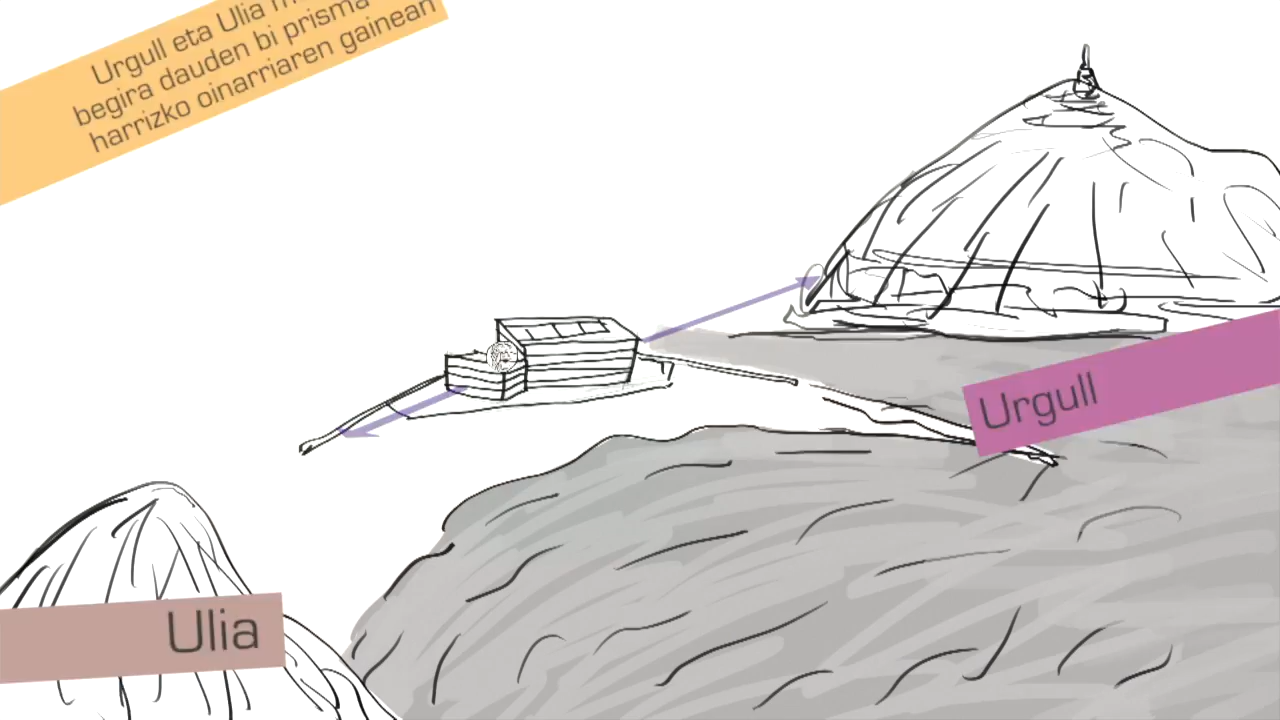 Urgull eta Ulia
begira dauden bi prisma
harrizko oinarriaren gainean
Urgull
Ulia